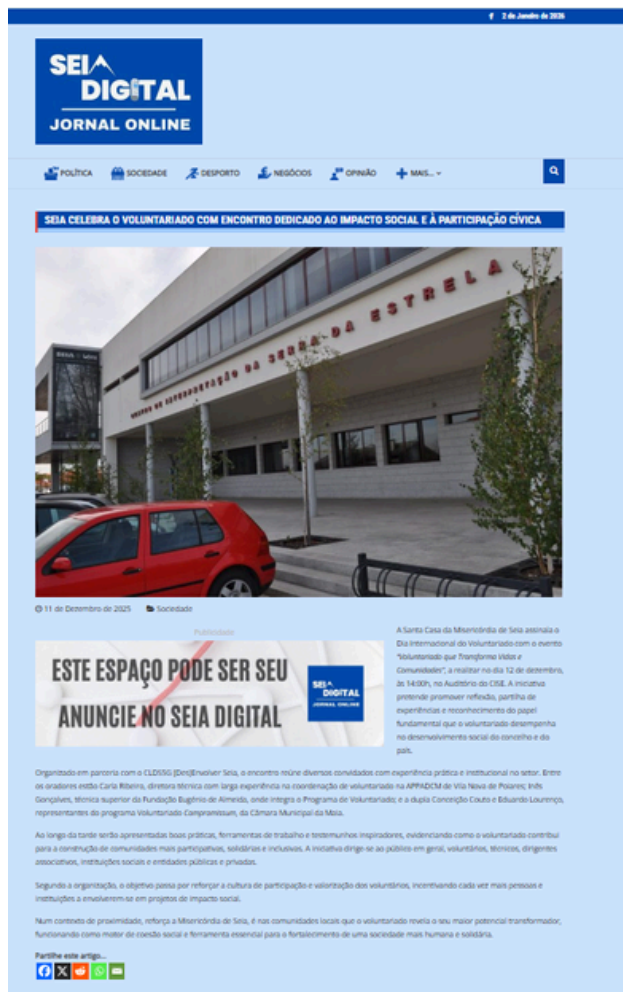 2 de Janeiro de 2026
SEIA
DIGITAL
JORNAL ONLINE
POLÍTICA SOCIEDADE DESPORTO NEGÓCIOS OPINIÃO MAIS...
SEIA CELEBRA O VOLUNTARIADO COM ENCONTRO DEDICADO AO IMPACTO SOCIAL E À PARTICIPAÇÃO CÍVICA
CENTRO DE INTERPRETAÇÃO DA SERRA DA ESTRELA
11 de Dezembro de 2025 Sociedade
Publicidade
ESTE ESPAÇO PODE SER SEU
ANUNCIE NO SEIA DIGITAL
SEIA
DIGITAL
JORNAL ONLINE
A Santa Casa da Misericórdia de Seia assinala o
Dia Internacional do Voluntariado com o evento
"Voluntariado que Transforma Vidas e
Comunidades", a realizar no dia 12 de dezembro,
às 14:00h, no Auditório do CISE. A iniciativa
pretende promover reflexão, partilha de
experiências e reconhecimento do papel
fundamental que o voluntariado desempenha
no desenvolvimento social do concelho e do
país.
Organizado em parceria com o CLDS5G [Des]Envolver Seia, o encontro reúne diversos convidados com experiência prática e institucional no setor. Entre
os oradores estão Carla Ribeiro, diretora técnica com larga experiência na coordenação de voluntariado na APPADCM de Vila Nova de Poiares; Inês
Gonçalves, técnica superior da Fundação Eugénio de Almeida, onde integra o Programa de Voluntariado; e a dupla Conceição Couto e Eduardo Lourenço,
representantes do programa Voluntariado Compromissum, da Câmara Municipal da Maia.
Ao longo da tarde serão apresentadas boas práticas, ferramentas de trabalho e testemunhos inspiradores, evidenciando como o voluntariado contribui
para a construção de comunidades mais participativas, solidárias e inclusivas. A iniciativa dirige-se ao público em geral, voluntários, técnicos, dirigentes
associativos, instituições sociais e entidades públicas e privadas.
Segundo a organização, o objetivo passa por reforçar a cultura de participação e valorização dos voluntários, incentivando cada vez mais pessoas e
instituições a envolverem-se em projetos de impacto social.
Num contexto de proximidade, reforça a Misericórdia de Seia, é nas comunidades locais que o voluntariado revela o seu maior potencial transformador,
funcionando como motor de coesão social e ferramenta essencial para o fortalecimento de uma sociedade mais humana e solidária.
Partilhe este artigo...